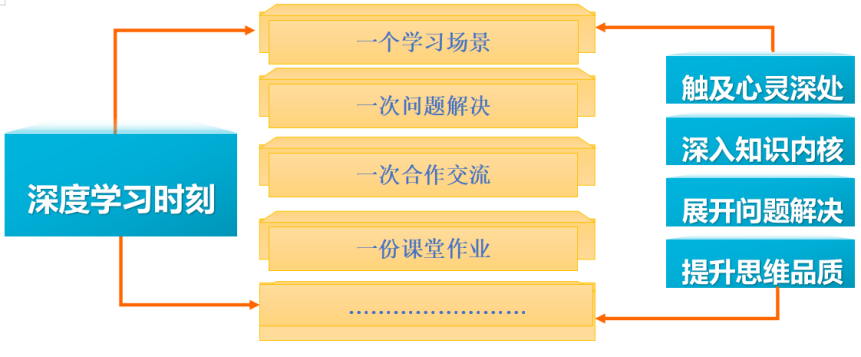 深度学习时刻
一个学习场景
一次问题解决
一次合作交流
一份课堂作业
……………………
触及心灵深处
深入知识内核
展开问题解决
提升思维品质